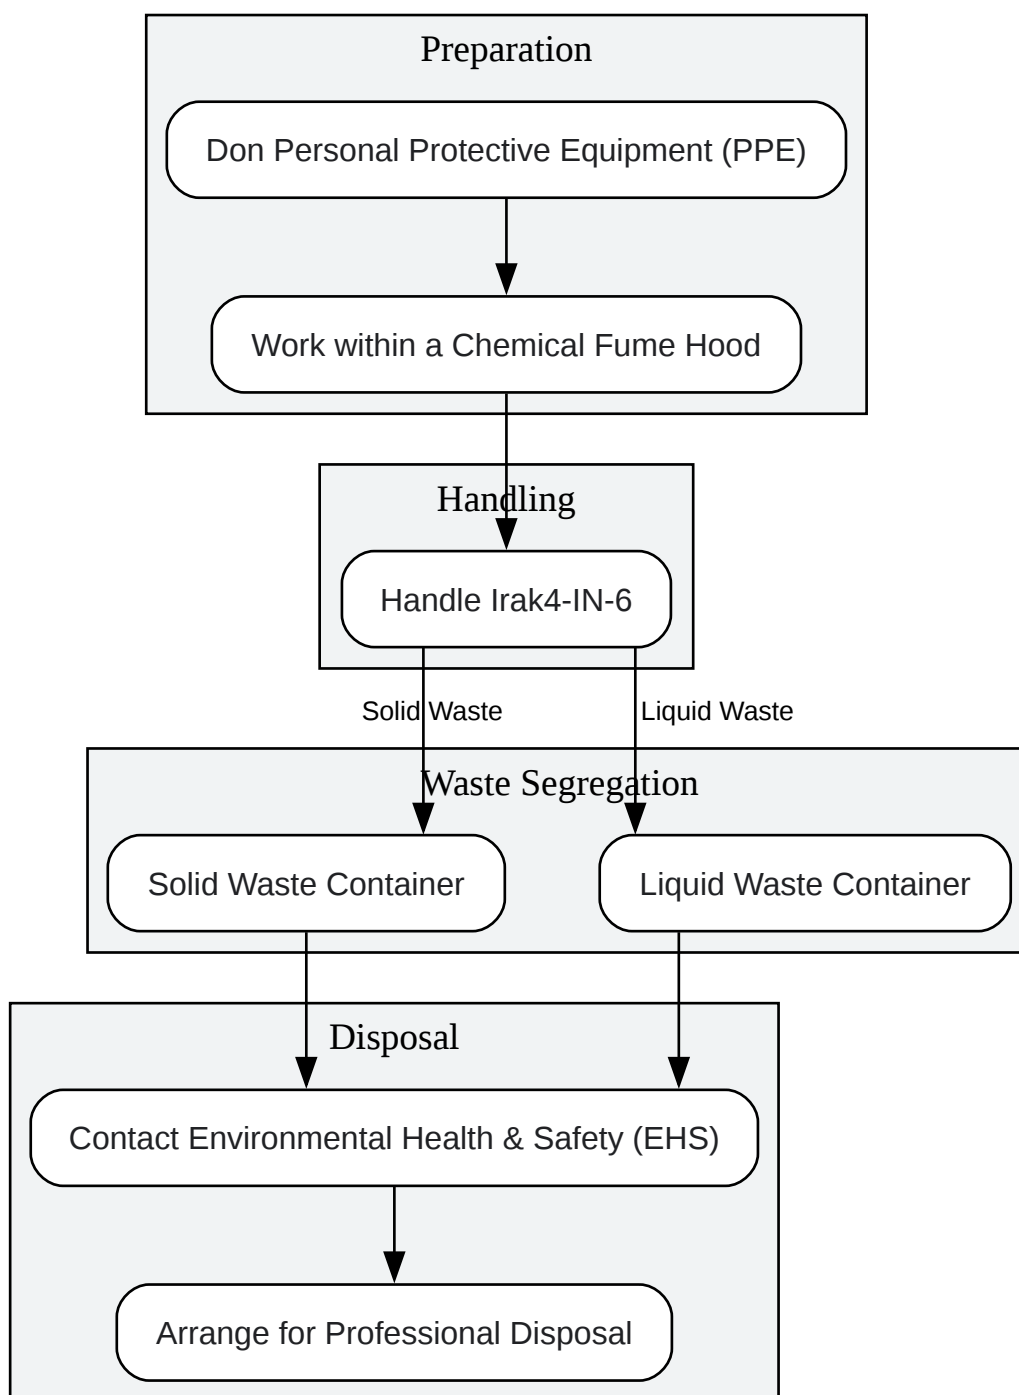 Preparation
Don Personal Protective Equipment (PPE)
Work within a Chemical Fume Hood
Handling
Handle Irak4-IN-6
Solid Waste
Liquid Waste
Waste Segregation
Solid Waste Container
Liquid Waste Container
Disposal
Contact Environmental Health & Safety (EHS)
Arrange for Professional Disposal